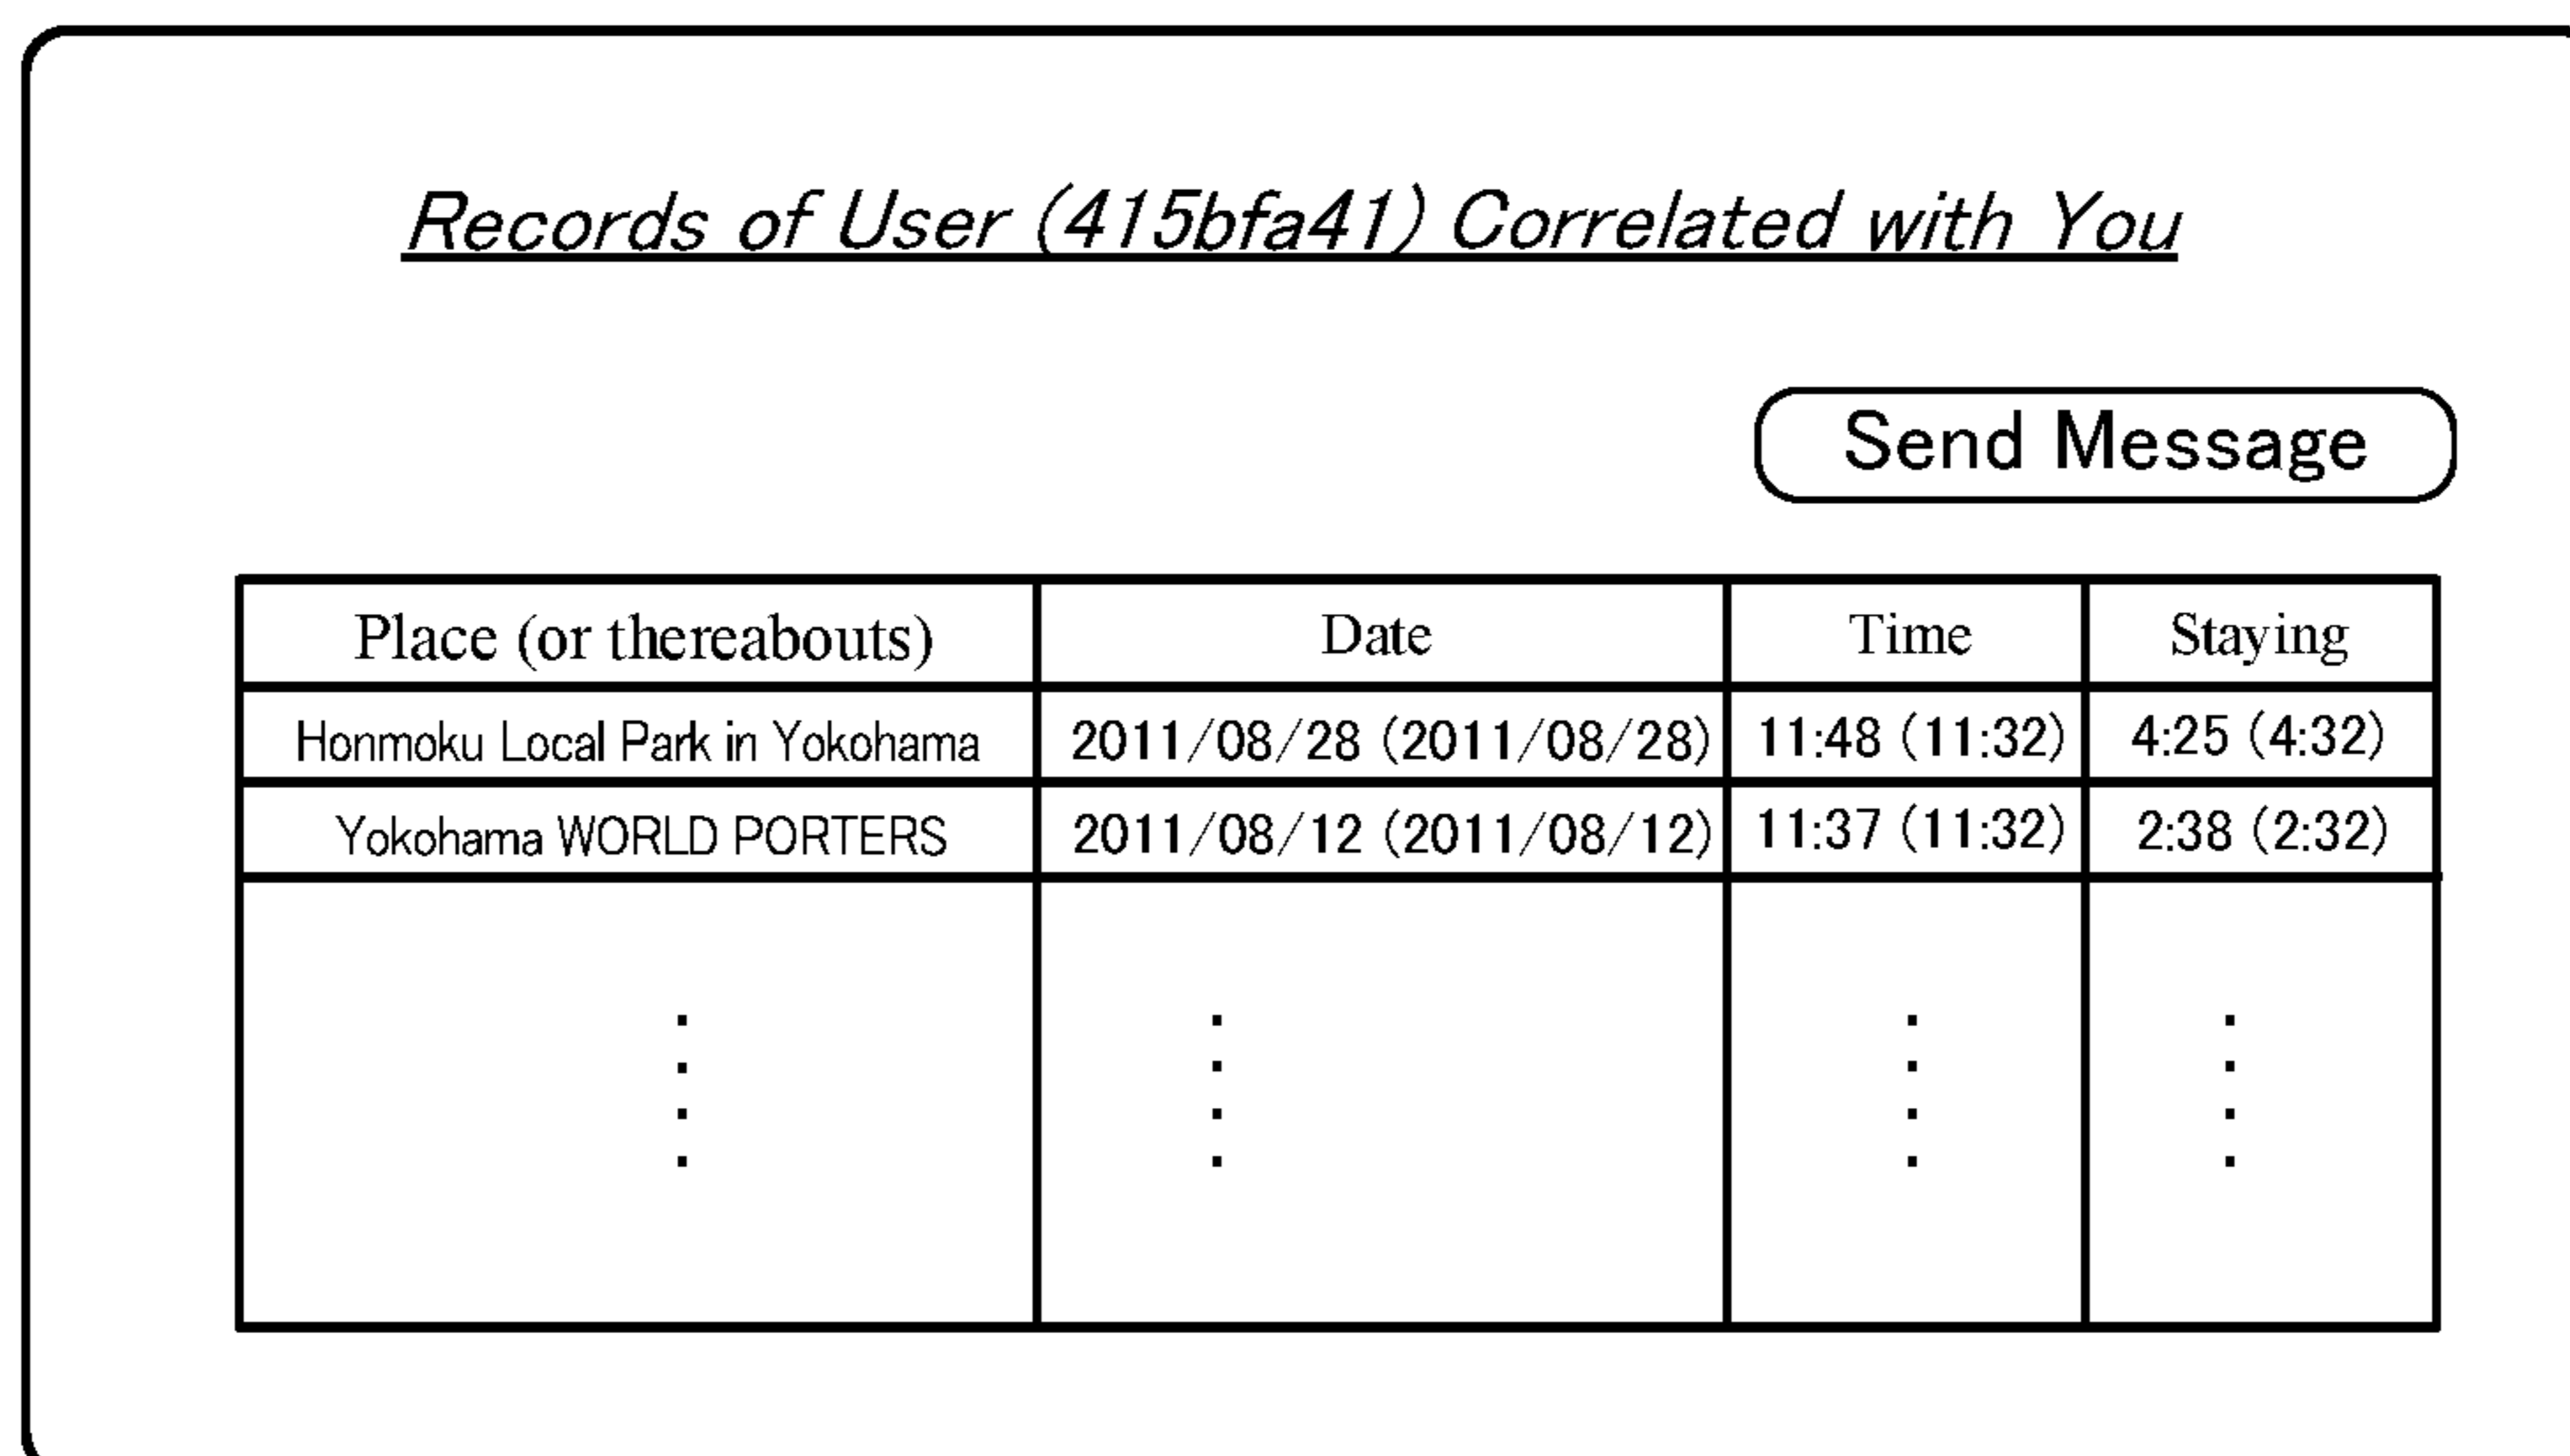 Records of User (415bfa41) Correlated with You
Send Message
Place (or thereabouts) Date Time Staying
Honmoku Local Park in Yokohama 2011/08/28 (2011/08/28) 11:48 (11:32) 4:25 (4:32)
Yokohama WORLD PORTERS 2011/08/12 (2011/08/12) 11:37 (11:32) 2:38 (2:32)